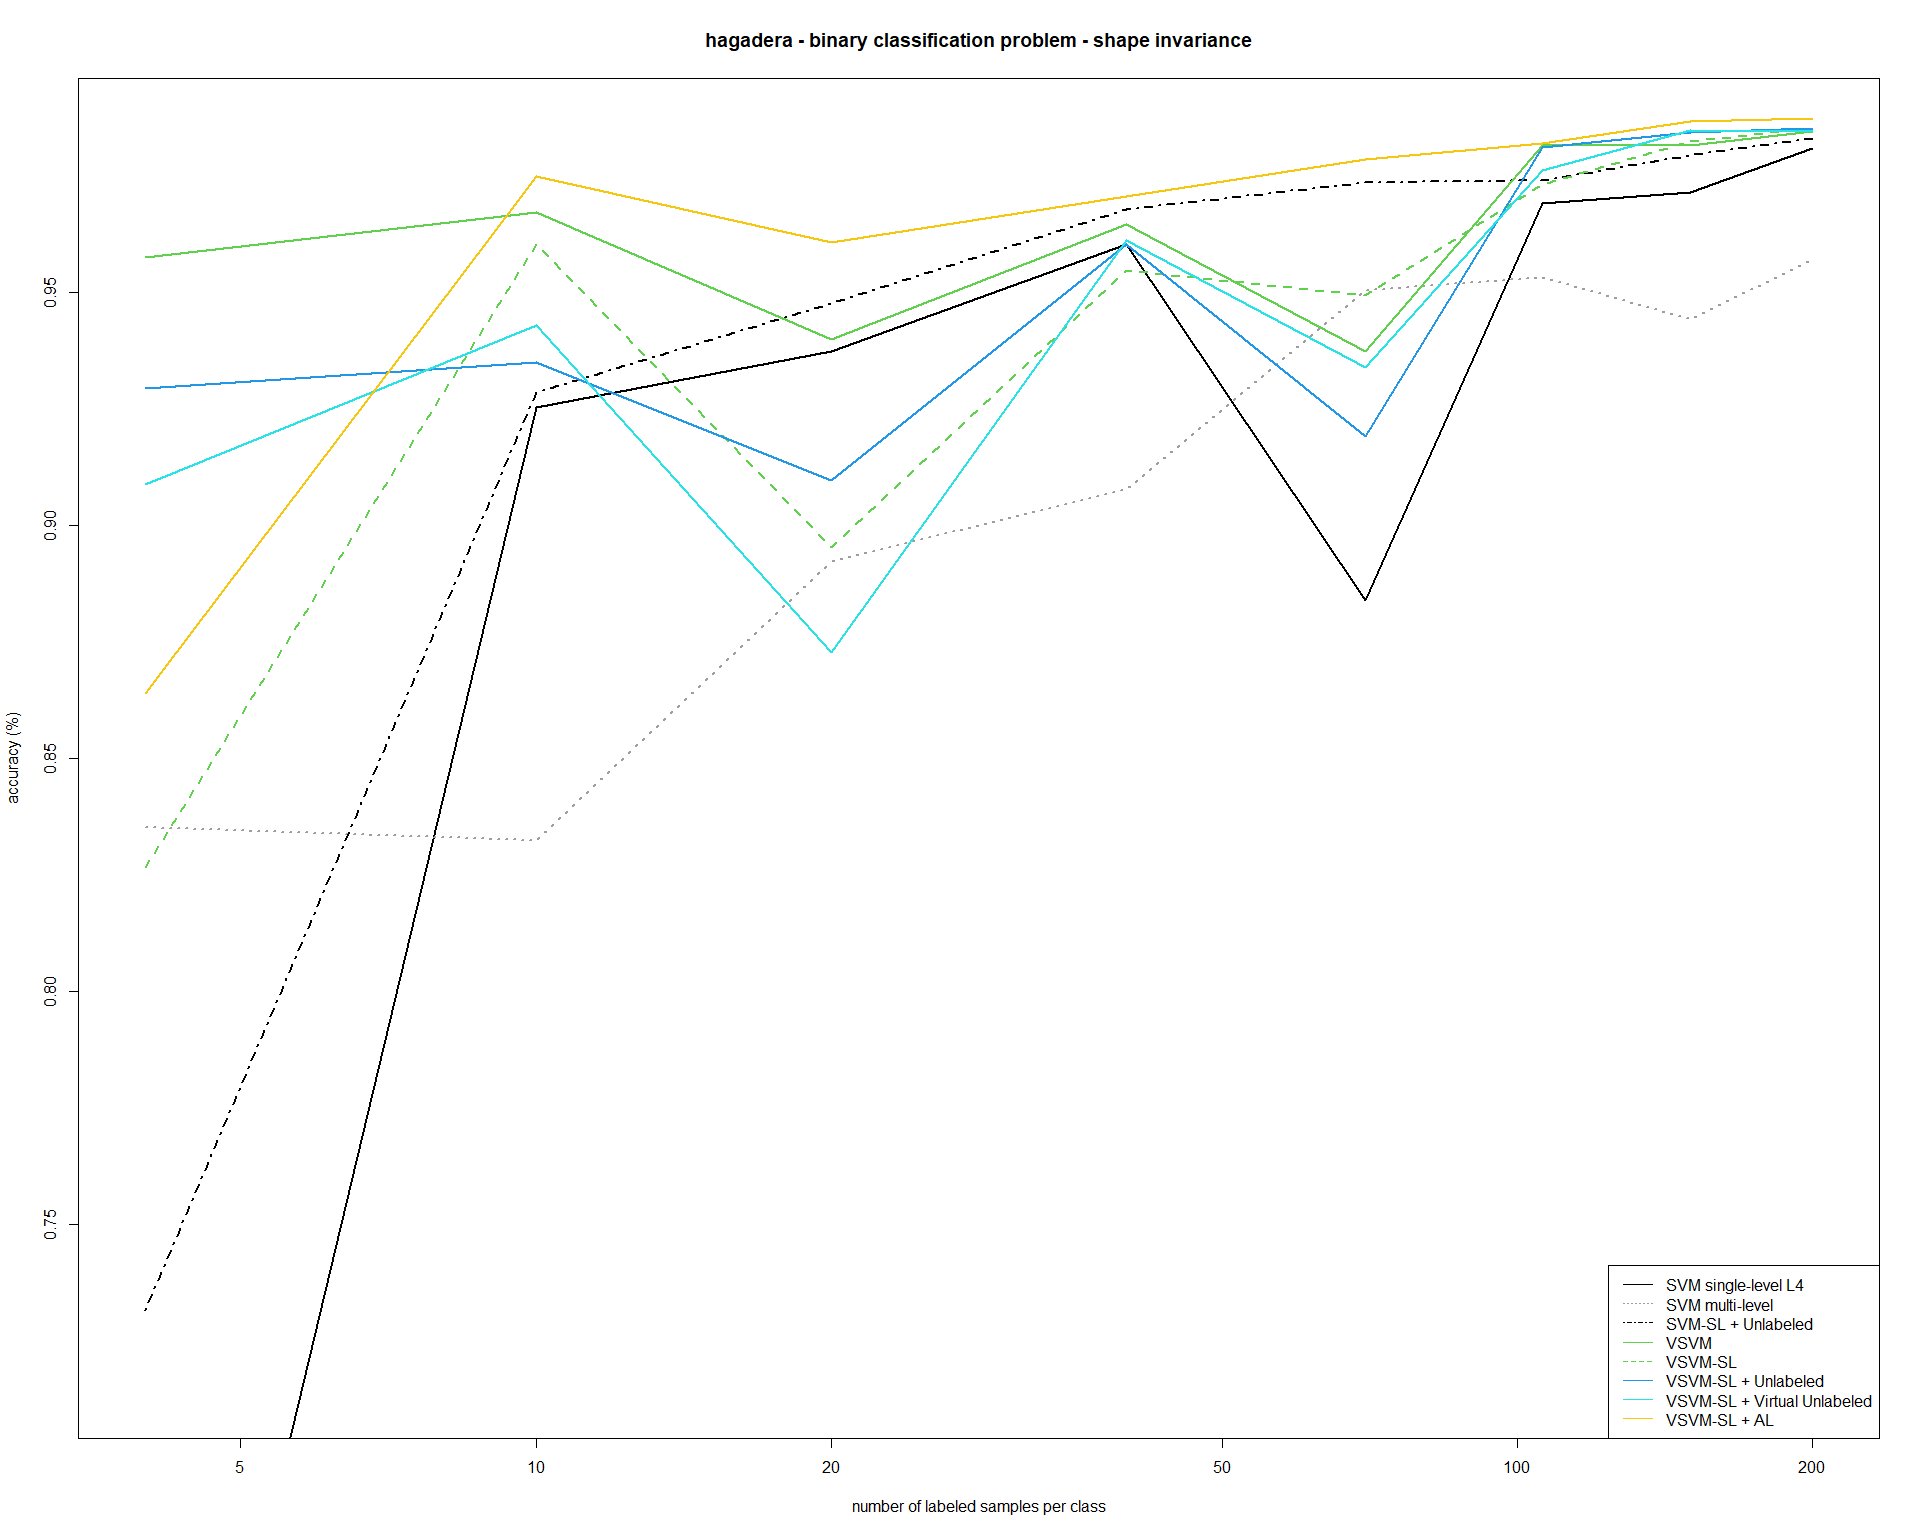 hagadera - binary classification problem - shape invariance
accuracy (%)
0.95
0.90
0.85
0.80
0.75
5 10 20 50 100 200
number of labeled samples per class
SVM single-level L4
SVM multi-level
SVM-SL + Unlabeled
VSVM
VSVM-SL
VSVM-SL + Unlabeled
VSVM-SL + Virtual Unlabeled
VSVM-SL + AL